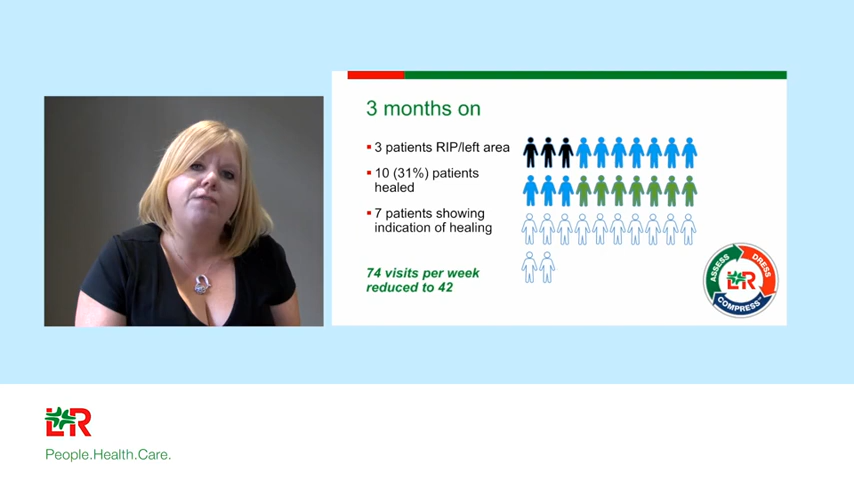 3 months on
▪ 3 patients RIP/left area
▪ 10 (31%) patients
healed
▪ 7 patients showing
indication of healing
74 visits per week
reduced to 42
ASSESS
DRESS
COMPRESS
L&R
L&R
People.Health.Care.